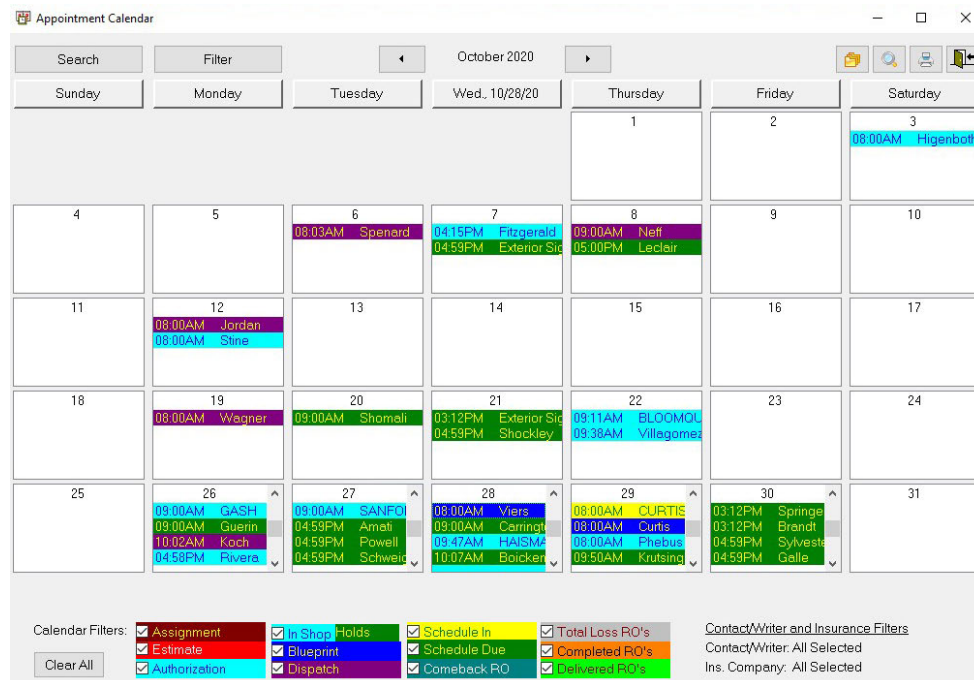 Appointment Calendar
Search Filter October 2020
Sunday Monday Tuesday Wed., 10/28/20 Thursday Friday Saturday
1 2 3
08:00AM Higenboth
4 5 6 7 8 9 10
08:03AM Spenard 04:15PM Fitzgerald 09:00AM Neff
04:59PM Exterior Sig 05:00PM Leclair
11 12 13 14 15 16 17
08:00AM Jordan
08:00AM Stine
18 19 20 21 22 23 24
08:00AM Wagner 09:00AM Shomali 03:12PM Exterior Sig 09:11AM BLOOMQU
04:59PM Shockley 09:38AM Villagomez
25 26 27 28 29 30 31
09:00AM GASH 09:00AM SANFO 08:00AM Viers 08:00AM CURTIS 03:12PM Springe
09:00AM Guerin 04:59PM Amati 09:00AM Carringt 08:00AM Curtis 03:12PM Brandt
10:02AM Koch 04:59PM Powell 09:47AM HAISMA 08:00AM Phebus 04:59PM Sylveste
04:58PM Rivera 04:59PM Schweig 10:07AM Boicken 09:50AM Krutsing 04:59PM Galle
Calendar Filters: Assignment In Shop Holds Schedule In Total Loss RO's Contact/Writer and Insurance Filters
Estimate Blueprint Schedule Due Completed RO's Contact/Writer: All Selected
Clear All Authorization Dispatch Comeback RO Delivered RO's Ins. Company: All Selected